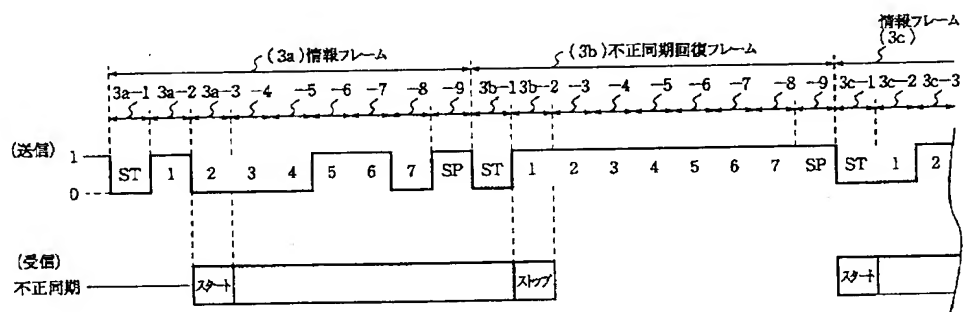 情報フレーム
(3c)
(3a)情報フレーム
(3b)不正同期回復フレーム
3a-1 3a-2 3a-3 -4 -5 -6 -7 -8 -9 3b-1 3b-2 -3 -4 -5 -6 -7 -8 -9 3c-1 3c-2 3c-3
(送信) 1
0
ST 1 2 3 4 5 6 7 SP ST 1 2 3 4 5 6 7 SP ST 1 2
(受信)
不正同期
スタート ストップ スタート